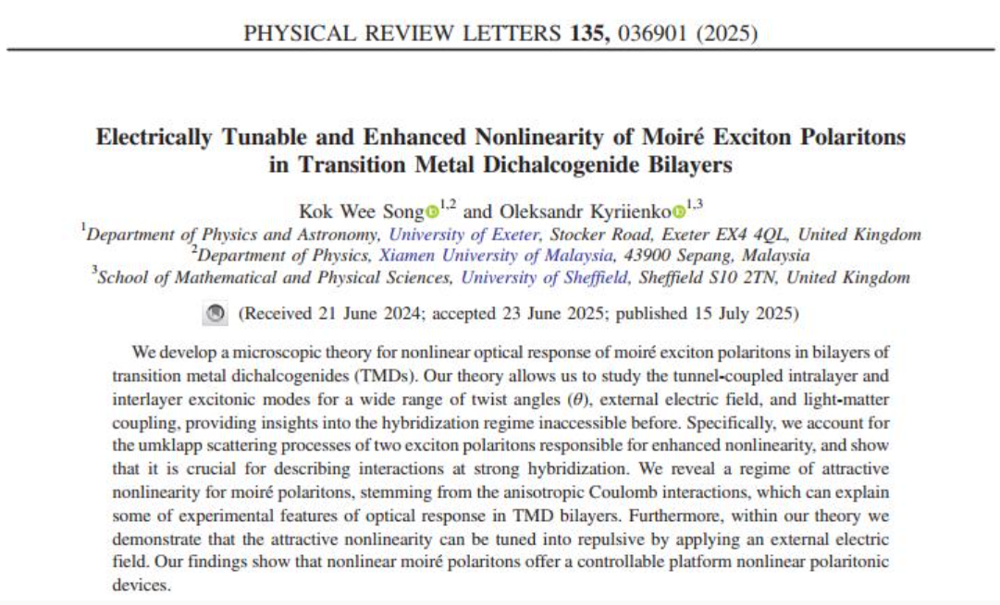 PHYSICAL REVIEW LETTERS 135, 036901 (2025)
Electrically Tunable and Enhanced Nonlinearity of Moiré Exciton Polaritons
in Transition Metal Dichalcogenide Bilayers
Kok Wee Song 1,2 and Oleksandr Kyriienko 1,3
1Department of Physics and Astronomy, University of Exeter, Stocker Road, Exeter EX4 4QL, United Kingdom
2Department of Physics, Xiamen University of Malaysia, 43900 Sepang, Malaysia
3School of Mathematical and Physical Sciences, University of Sheffield, Sheffield S10 2TN, United Kingdom
(Received 21 June 2024; accepted 23 June 2025; published 15 July 2025)
We develop a microscopic theory for nonlinear optical response of moiré exciton polaritons in bilayers of
transition metal dichalcogenides (TMDs). Our theory allows us to study the tunnel-coupled intralayer and
interlayer excitonic modes for a wide range of twist angles (θ), external electric field, and light-matter
coupling, providing insights into the hybridization regime inaccessible before. Specifically, we account for
the umklapp scattering processes of two exciton polaritons responsible for enhanced nonlinearity, and show
that it is crucial for describing interactions at strong hybridization. We reveal a regime of attractive
nonlinearity for moiré polaritons, stemming from the anisotropic Coulomb interactions, which can explain
some of experimental features of optical response in TMD bilayers. Furthermore, within our theory we
demonstrate that the attractive nonlinearity can be tuned into repulsive by applying an external electric
field. Our findings show that nonlinear moiré polaritons offer a controllable platform nonlinear polaritonic
devices.